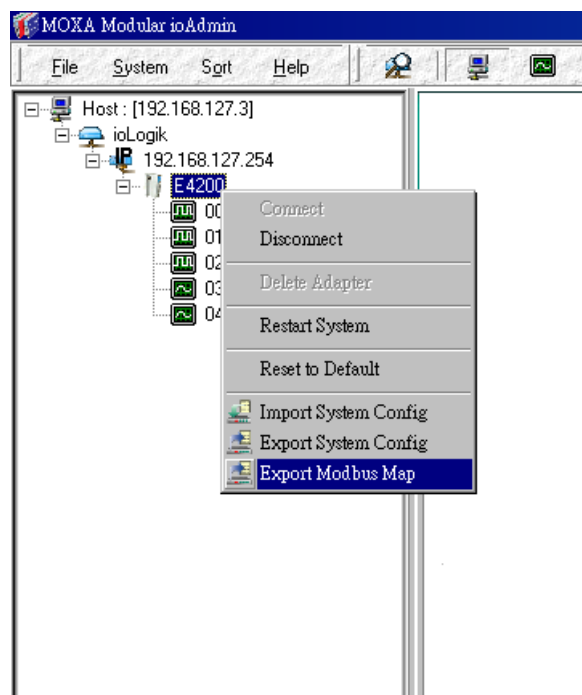 MOXA Modular ioAdmin
File System Sort Help
Host : [192.168.127.3]
ioLogik
192.168.127.254
E4200
00
01
02
03
04
Connect
Disconnect
Delete Adapter
Restart System
Reset to Default
Import System Config
Export System Config
Export Modbus Map